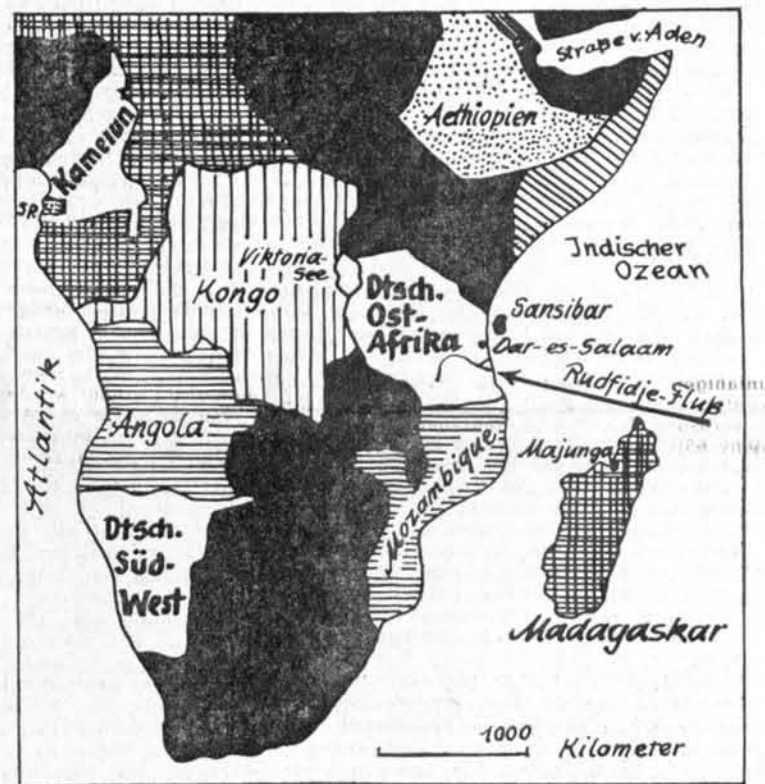 Straße v. Aden
Aethiopien
Kamerun
SR.
Viktoria-
see
Kongo
Indischer
Ozean
Dtsch.
Ost-
Afrika
Sansibar
Dar-es-Salaam
Rudfidje-Fluß
Atlantik
Angola
Mozambique
Majunga
Dtsch.
Süd-
West
Madagaskar
1000
Kilometer